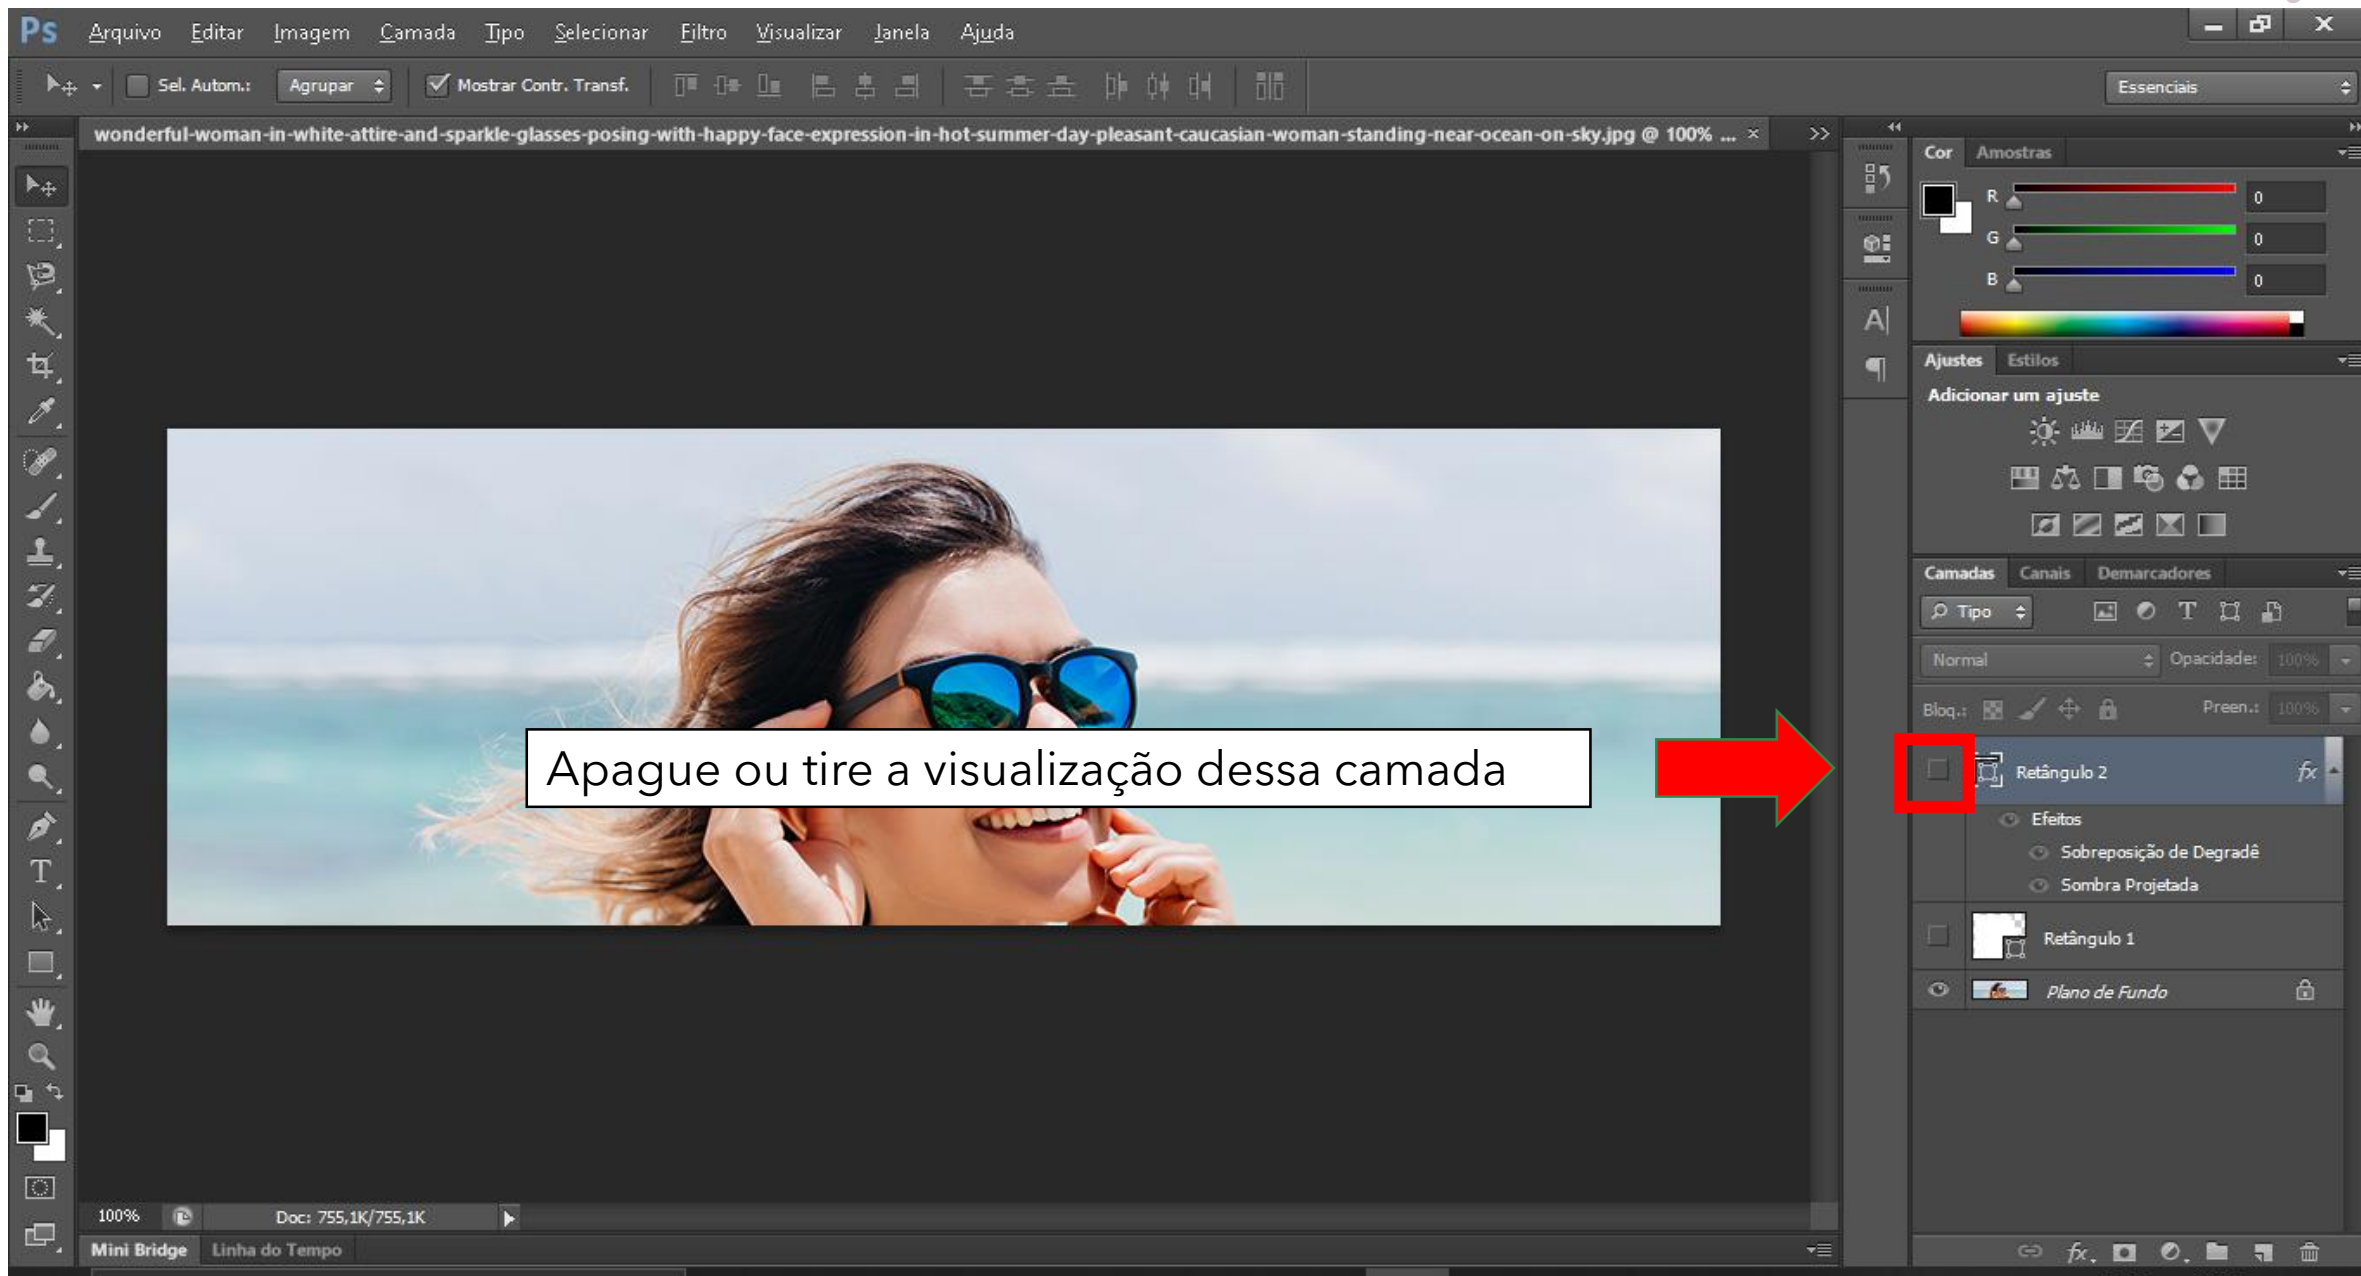 Ps Arquivo Editar Imagem Camada Tipo Selecionar Filtro Visualizar Janela Ajuda
Sel. Autom.: Agrupar Mostrar Contr. Transf. Essenciais
wonderful-woman-in-white-attire-and-sparkle-glasses-posing-with-happy-face-expression-in-hot-summer-day-pleasant-caucasian-woman-standing-near-ocean-on-sky.jpg @ 100% ... ×
Cor Amostras
R 0
G 0
B 0
Ajustes Estilos
Adicionar um ajuste
Camadas Canais Demarcadores
Tipo
Normal Opacidade: 100%
Bloq.: Preen.: 100%
Apague ou tire a visualização dessa camada
Retângulo 2 fx
Efeitos
Sobreposição de Degradê
Sombra Projetada
Retângulo 1
Plano de Fundo
100% Doc: 755,1K/755,1K
Mini Bridge Linha do Tempo
fx